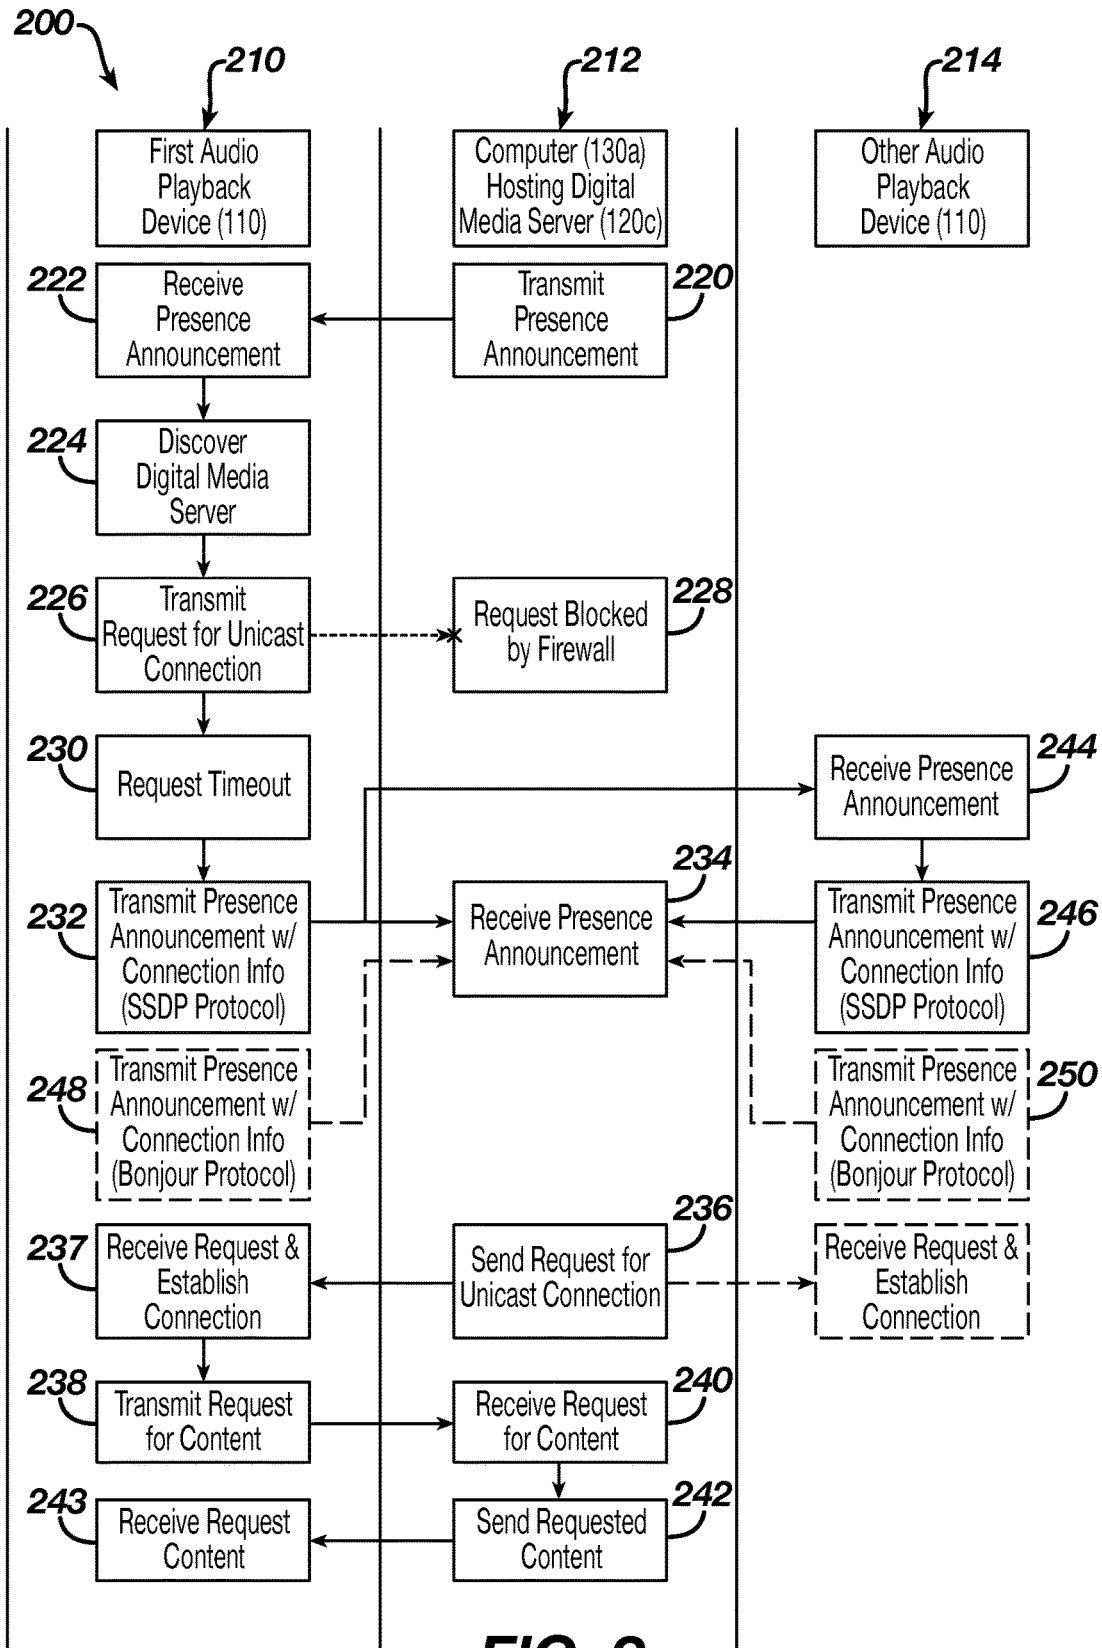 200
210
212
214
First Audio
Playback
Device (110)
Computer (130a)
Hosting Digital
Media Server (120c)
Other Audio
Playback
Device (110)
222
Receive
Presence
Announcement
Transmit
Presence
Announcement
220
224
Discover
Digital Media
Server
226
Transmit
Request for Unicast
Connection
Request Blocked
by Firewall
228
230
Request Timeout
Receive Presence
Announcement
244
232
Transmit Presence
Announcement w/
Connection Info
(SSDP Protocol)
Receive Presence
Announcement
234
Transmit Presence
Announcement w/
Connection Info
(SSDP Protocol)
246
248
Transmit Presence
Announcement w/
Connection Info
(Bonjour Protocol)
Transmit Presence
Announcement w/
Connection Info
(Bonjour Protocol)
250
237
Receive Request &
Establish
Connection
Send Request for
Unicast Connection
236
Receive Request &
Establish
Connection
238
Transmit Request
for Content
Receive Request
for Content
240
243
Receive Request
Content
Send Requested
Content
242
FIG.